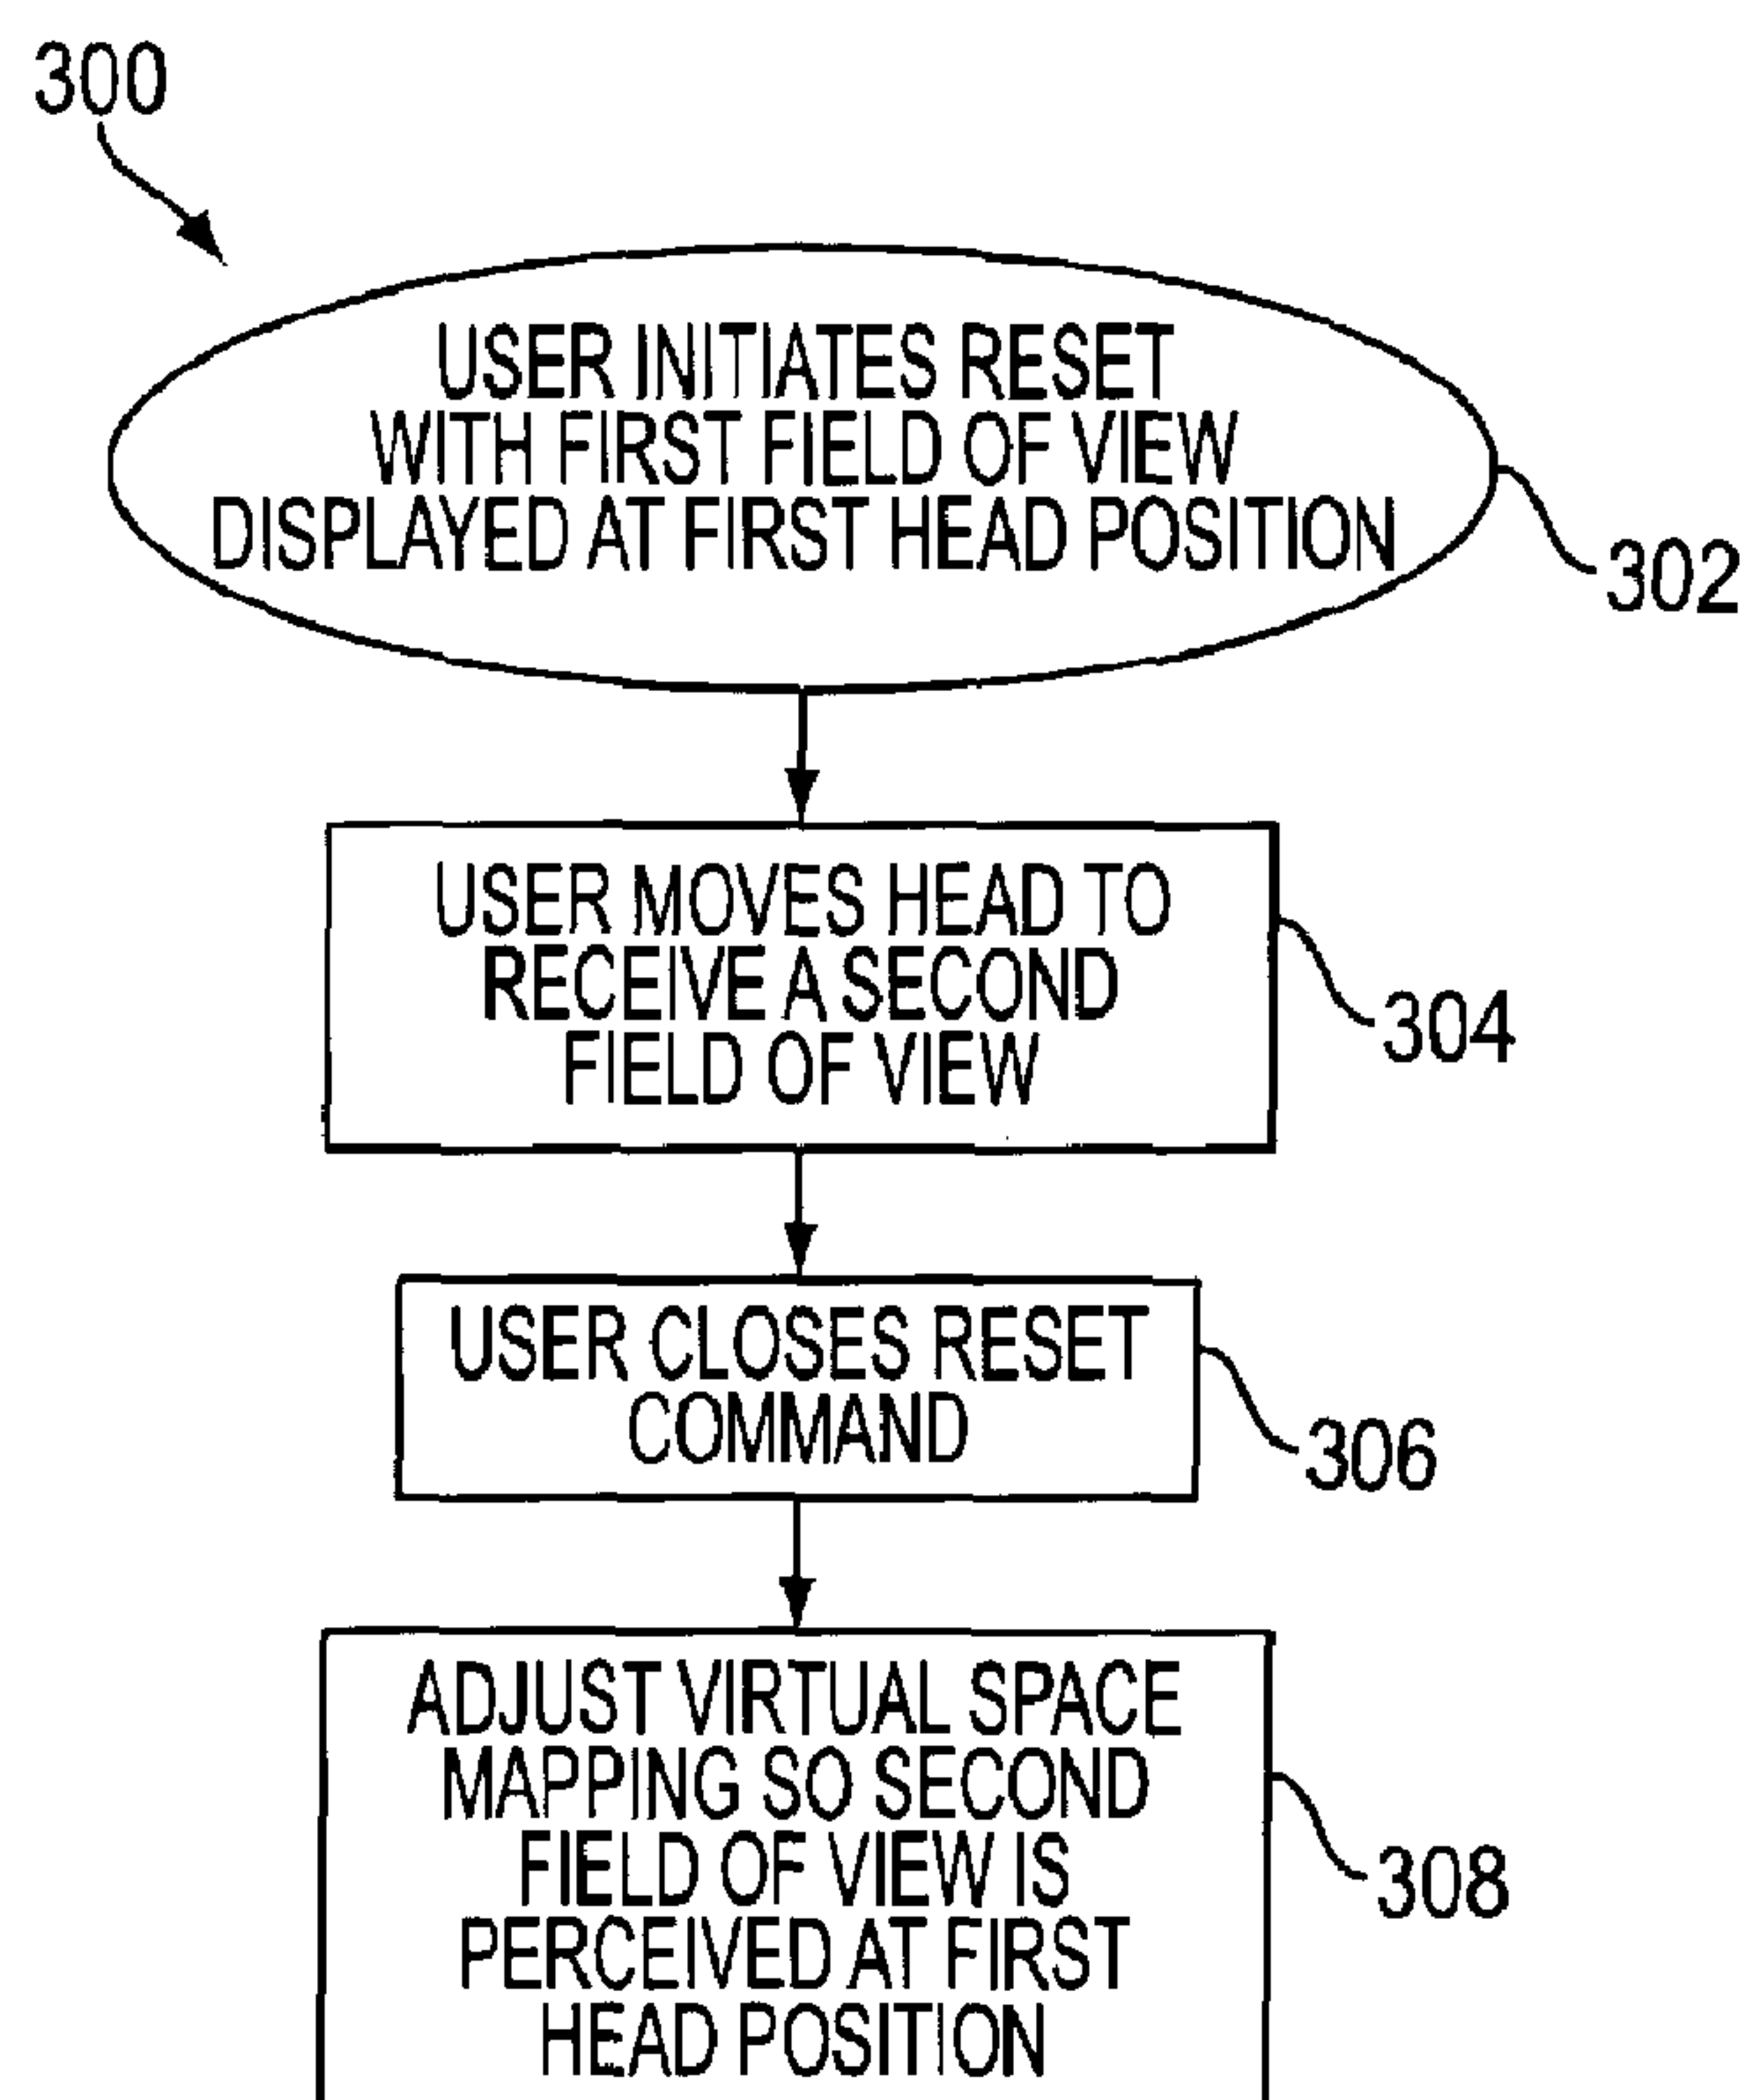 300
USER INITIATES RESET
WITH FIRST FIELD OF VIEW
DISPLAYED AT FIRST HEAD POSITION
302
USER MOVES HEAD TO
RECEIVE A SECOND
FIELD OF VIEW
304
USER CLOSES RESET
COMMAND
306
ADJUST VIRTUAL SPACE
MAPPING SO SECOND
FIELD OF VIEW IS
PERCEIVED AT FIRST
HEAD POSITION
308